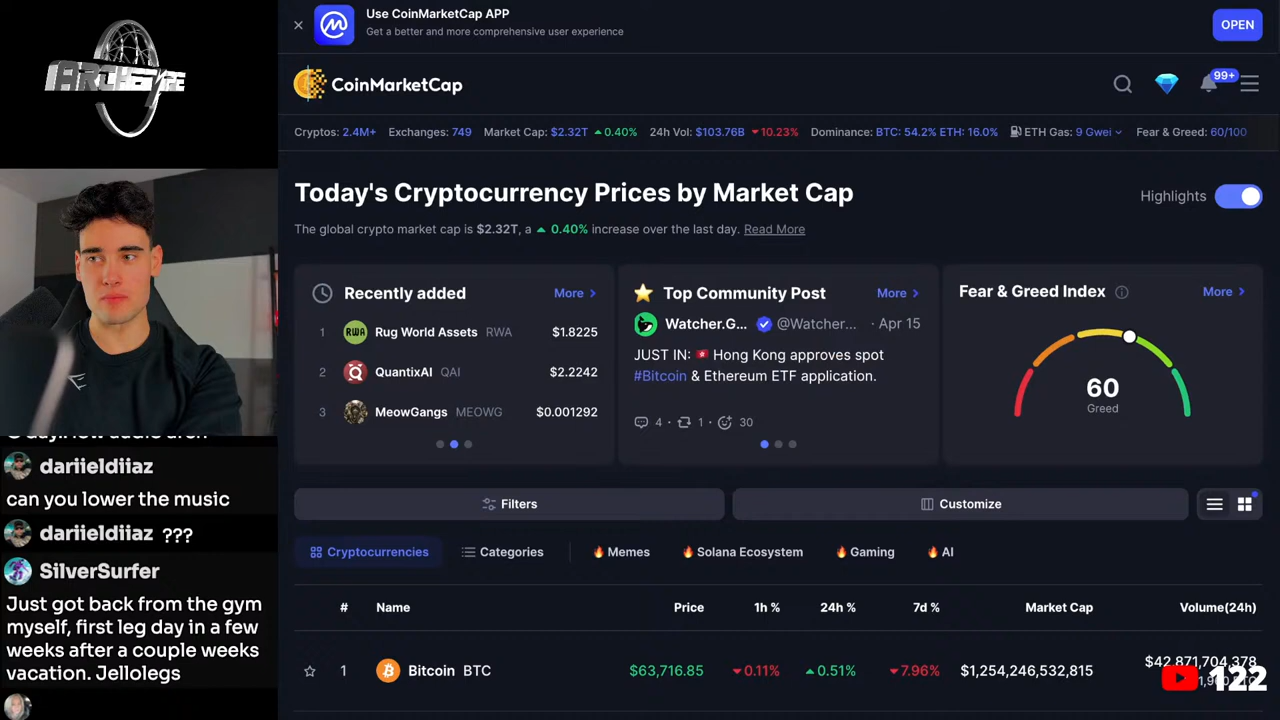 Use CoinMarketCap APP
Get a better and more comprehensive user experience
OPEN
CoinMarketCap
99+
Cryptos: 2.4M+ Exchanges: 749 Market Cap: $2.32T 0.40% 24h Vol: $103.76B 10.23% Dominance: BTC: 54.2% ETH: 16.0% ETH Gas: 9 Gwei Fear & Greed: 60/100
Today's Cryptocurrency Prices by Market Cap
Highlights
The global crypto market cap is $2.32T, a 0.40% increase over the last day. Read More
Recently added
More
1 Rug World Assets RWA $1.8225
2 QuantixAI QAI $2.2242
3 MeowGangs MEOWG $0.001292
Top Community Post
More
Watcher.G... @Watcher... · Apr 15
JUST IN: 🇭🇰 Hong Kong approves spot
#Bitcoin & Ethereum ETF application.
4 · 1 · 30
Fear & Greed Index
More
60
Greed
Filters
Customize
Cryptocurrencies Categories Memes Solana Ecosystem Gaming AI
# Name Price 1h % 24h % 7d % Market Cap Volume(24h)
1 Bitcoin BTC $63,716.85 0.11% 0.51% 7.96% $1,254,246,532,815 $42,871,704,378
122
dariieldiiaz
can you lower the music
dariieldiiaz ???
SilverSurfer
Just got back from the gym
myself, first leg day in a few
weeks after a couple weeks
vacation. Jellolegs